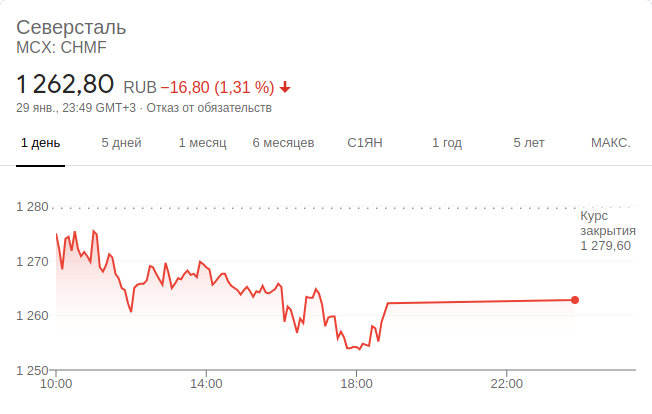 Северсталь
MCX: CHMF
1 262,80 RUB −16,80 (1,31 %)
29 янв., 23:49 GMT+3 · Отказ от обязательств
1 день 5 дней 1 месяц 6 месяцев С1ЯН 1 год 5 лет МАКС.
1 280
Курс
закрытия
1 279,60
1 270
1 260
1 250
10:00 14:00 18:00 22:00